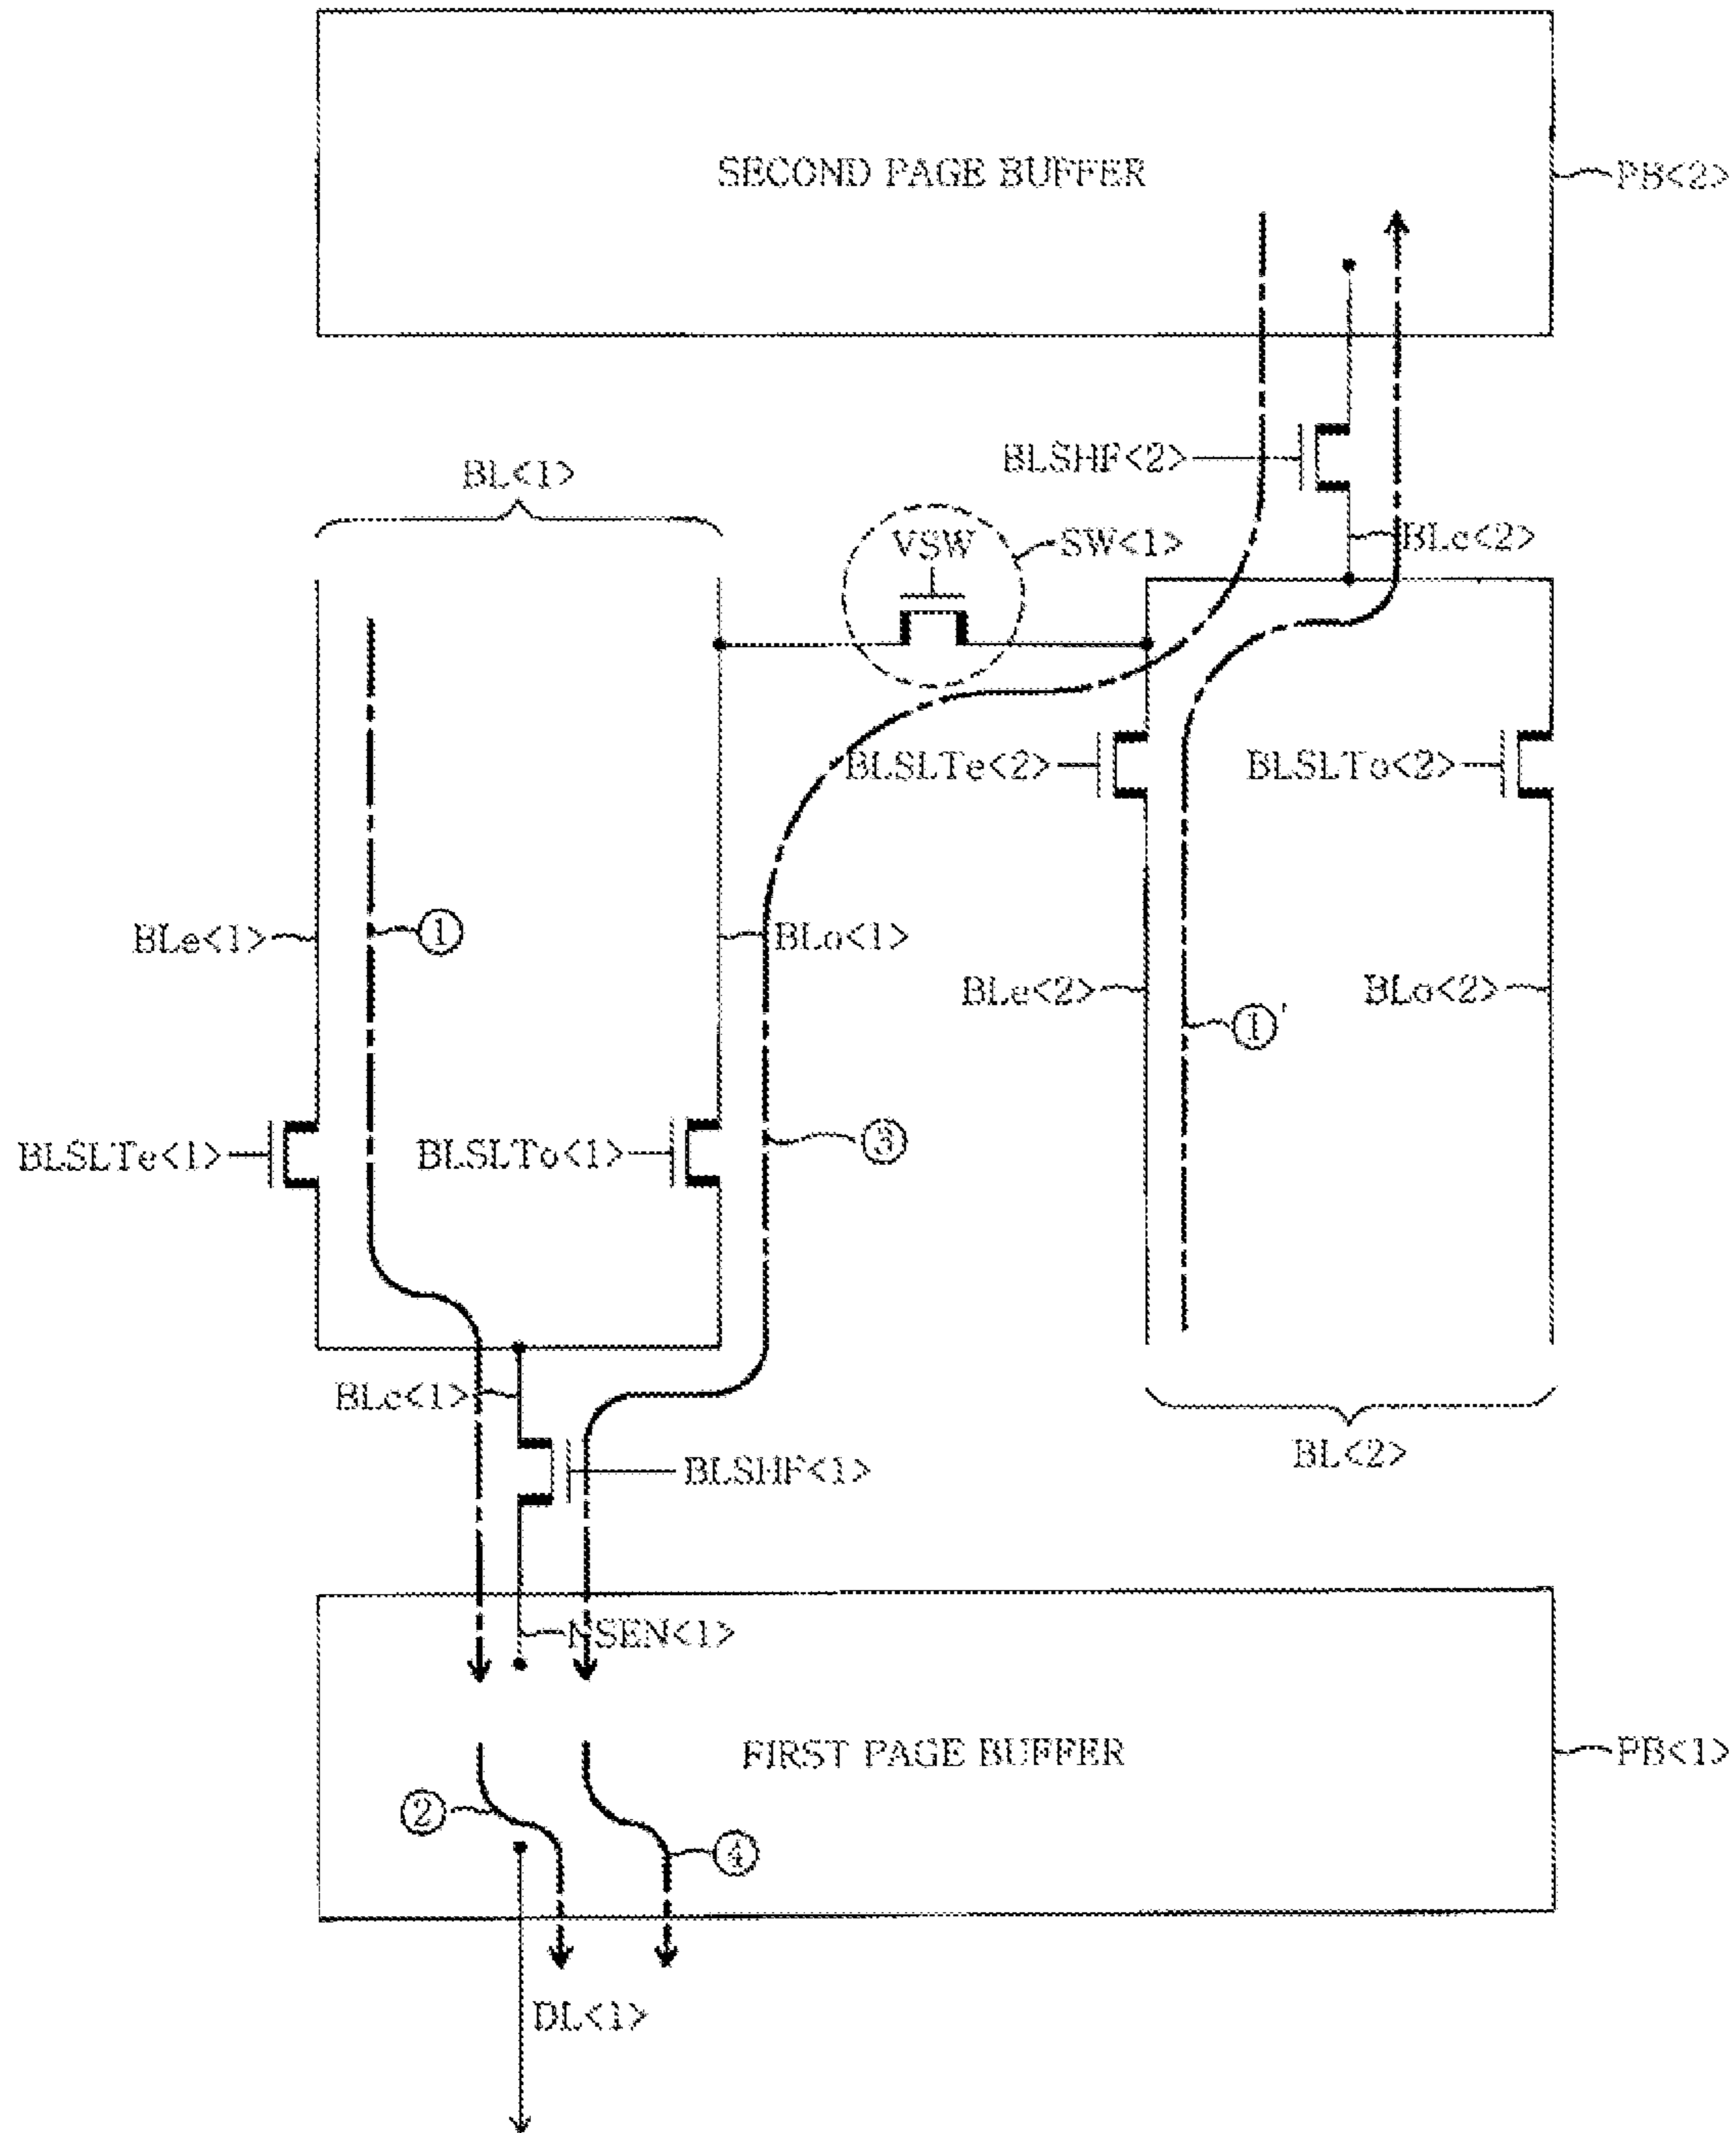 SECOND PAGE BUFFER
PB<2>
BL<1>
BLSHF<2>
VSW
SW<1>
BLc<2>
BLSLTe<2>
BLSLTo<2>
BLe<1>
①
BLo<1>
BLe<2>
BLo<2>
①'
BLSLTe<1>
BLSLTo<1>
③
BLc<1>
BLSHF<1>
BL<2>
NSEN<1>
FIRST PAGE BUFFER
PB<1>
②
④
DL<1>